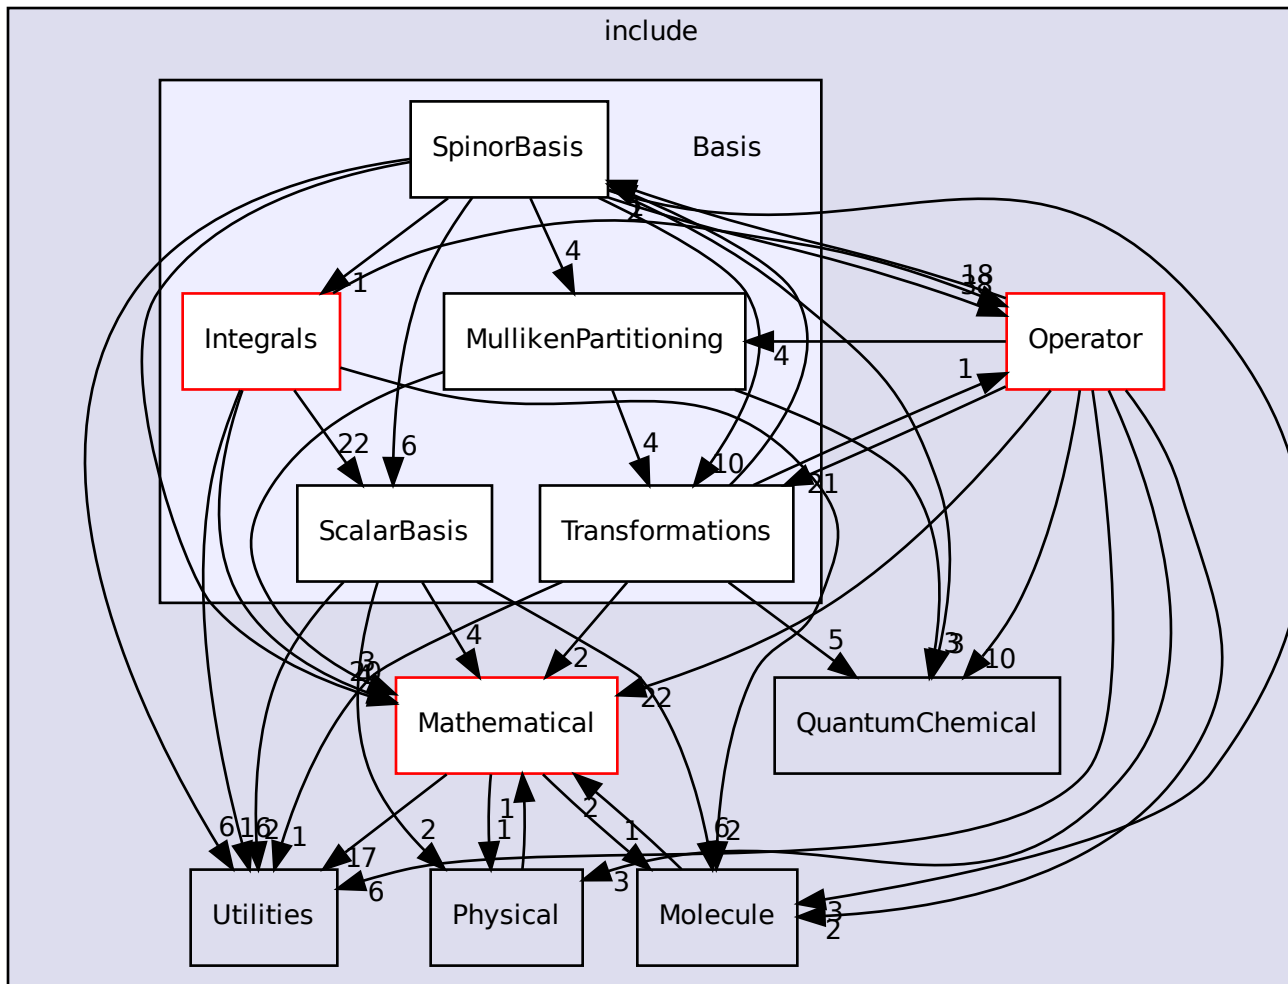 include
SpinorBasis
Basis
1
4
18
Integrals
MullikenPartitioning
Operator
4
1
22
6
4
10
21
ScalarBasis
Transformations
3
4
2
5
3
3
10
20
22
Mathematical
QuantumChemical
1
2
6
16
2
1
17
6
2
1
1
3
6
2
3
2
Utilities
Physical
Molecule